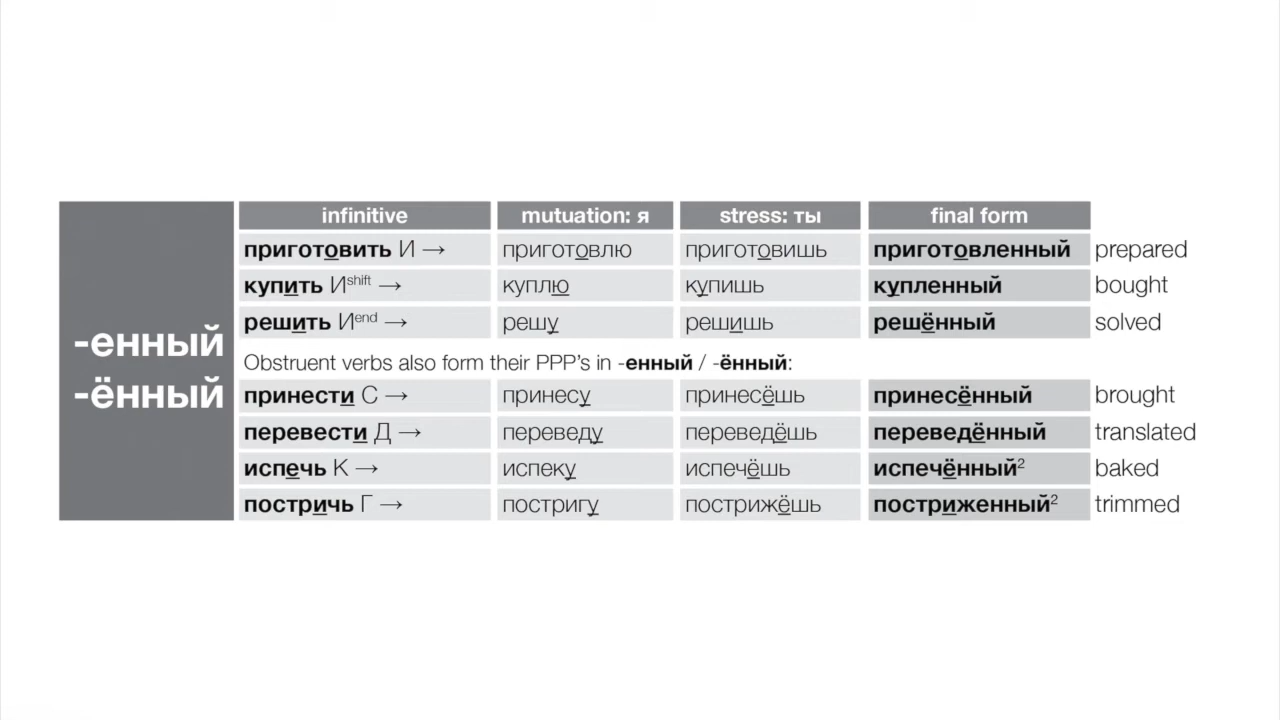 -енный
-ённый
infinitive mutuation: я stress: ты final form
приготовить И → приготовлю приготовишь приготовленный prepared
купить Иshift → куплю купишь купленный bought
решить Иend → решу решишь решённый solved
Obstruent verbs also form their PPP's in -енный / -ённый:
принести С → принесу принесёшь принесённый brought
перевести Д → переведу переведёшь переведённый translated
испечь К → испеку испечёшь испечённый² baked
постричь Г → постригу пострижёшь постриженный² trimmed